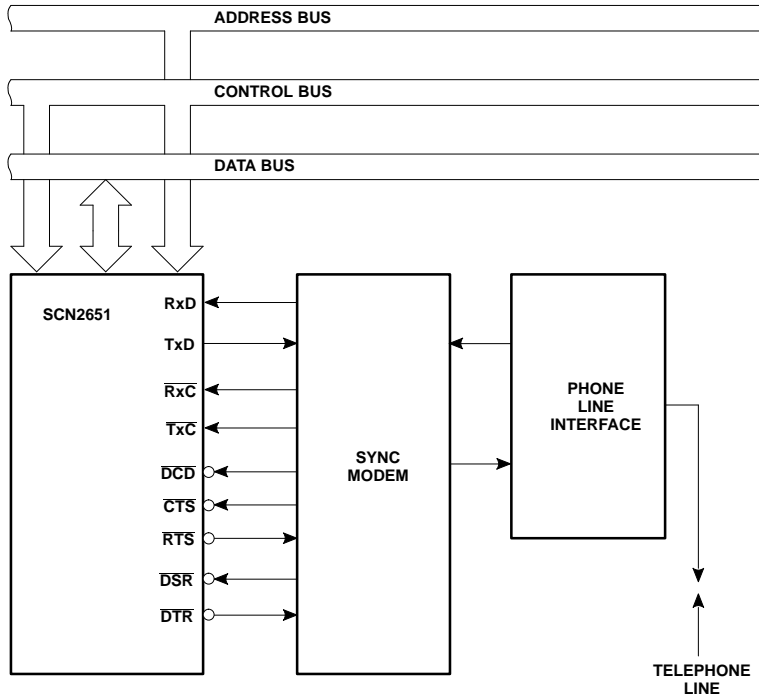 ADDRESS BUS
CONTROL BUS
DATA BUS
SCN2651
RxD
TxD
RxC
TxC
DCD
CTS
RTS
DSR
DTR
SYNC
MODEM
PHONE
LINE
INTERFACE
TELEPHONE
LINE